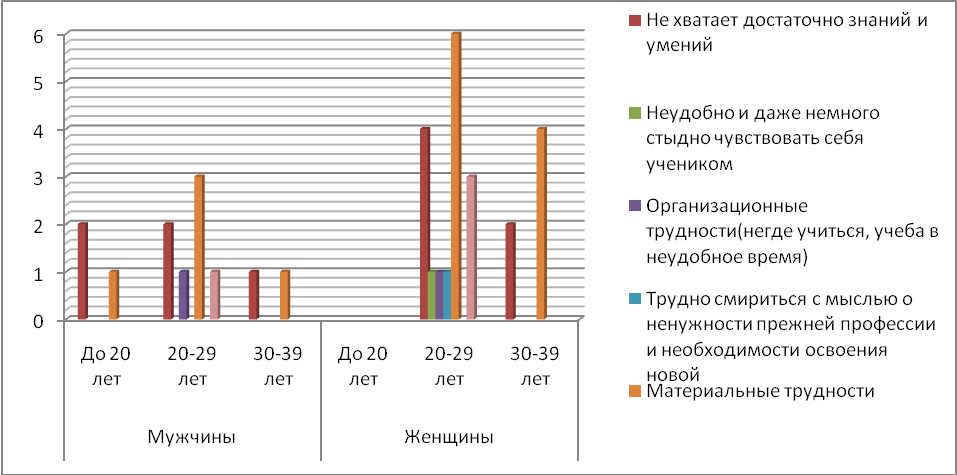 6
5
4
3
2
1
0
До 20 лет
20-29 лет
30-39 лет
До 20 лет
20-29 лет
30-39 лет
Мужчины
Женщины
Не хватает достаточно знаний и
умений
Неудобно и даже немного
стыдно чувствовать себя
учеником
Организационные
трудности(негде учиться, учеба в
неудобное время)
Трудно смириться с мыслью о
ненужности прежней профессии
и необходимости освоения
новой
Материальные трудности